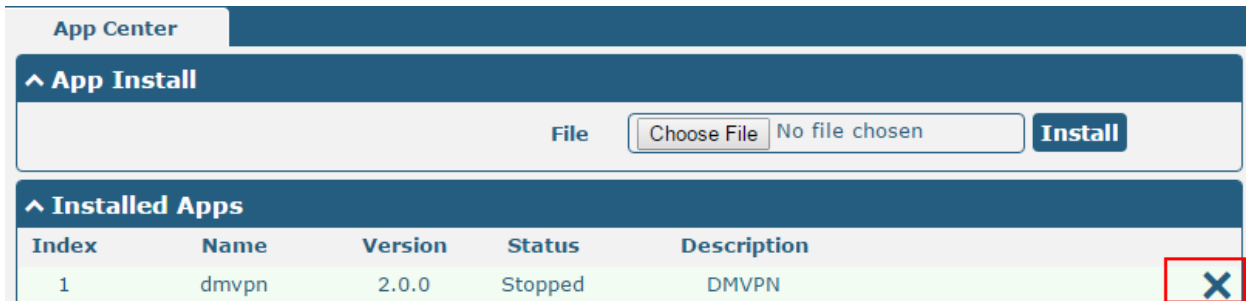 App Center
App Install
File Choose File No file chosen Install
Installed Apps
Index Name Version Status Description
1 dmvpn 2.0.0 Stopped DMVPN